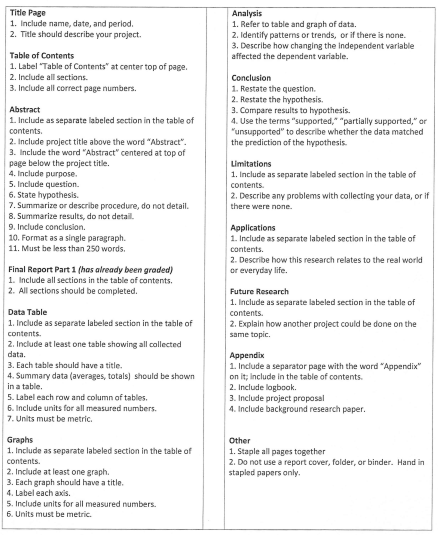 Title Page
1. Include name, date, and period.
2. Title should describe your project.
Table of Contents
1. Label "Table of Contents" at center top of page.
2. Include all sections.
3. Include all correct page numbers.
Abstract
1. Include as separate labeled section in the table of
contents.
2. Include project title above the word "Abstract".
3. Include the word "Abstract" centered at top of
page below the project title.
4. Include purpose.
5. Include question.
6. State hypothesis.
7. Summarize or describe procedure, do not detail.
8. Summarize results, do not detail.
9. Include conclusion.
10. Format as a single paragraph.
11. Must be less than 250 words.
Final Report Part 1 (has already been graded)
1. Include all sections in the table of contents.
2. All sections should be completed.
Data Table
1. Include as separate labeled section in the table of
contents.
2. Include at least one table showing all collected
data.
3. Each table should have a title.
4. Summary data (averages, totals) should be shown
in a table.
5. Label each row and column of tables.
6. Include units for all measured numbers.
7. Units must be metric.
Graphs
1. Include as separate labeled section in the table of
contents.
2. Include at least one graph.
3. Each graph should have a title.
4. Label each axis.
5. Include units for all measured numbers.
6. Units must be metric.
Analysis
1. Refer to table and graph of data.
2. Identify patterns or trends, or if there is none.
3. Describe how changing the independent variable
affected the dependent variable.
Conclusion
1. Restate the question.
2. Restate the hypothesis.
3. Compare results to hypothesis.
4. Use the terms "supported," "partially supported," or
"unsupported" to describe whether the data matched
the prediction of the hypothesis.
Limitations
1. Include as separate labeled section in the table of
contents.
2. Describe any problems with collecting your data, or if
there were none.
Applications
1. Include as separate labeled section in the table of
contents.
2. Describe how this research relates to the real world
or everyday life.
Future Research
1. Include as separate labeled section in the table of
contents.
2. Explain how another project could be done on the
same topic.
Appendix
1. Include a separator page with the word "Appendix"
on it; include in the table of contents.
2. Include logbook.
3. Include project proposal
4. Include background research paper.
Other
1. Staple all pages together
2. Do not use a report cover, folder, or binder. Hand in
stapled papers only.